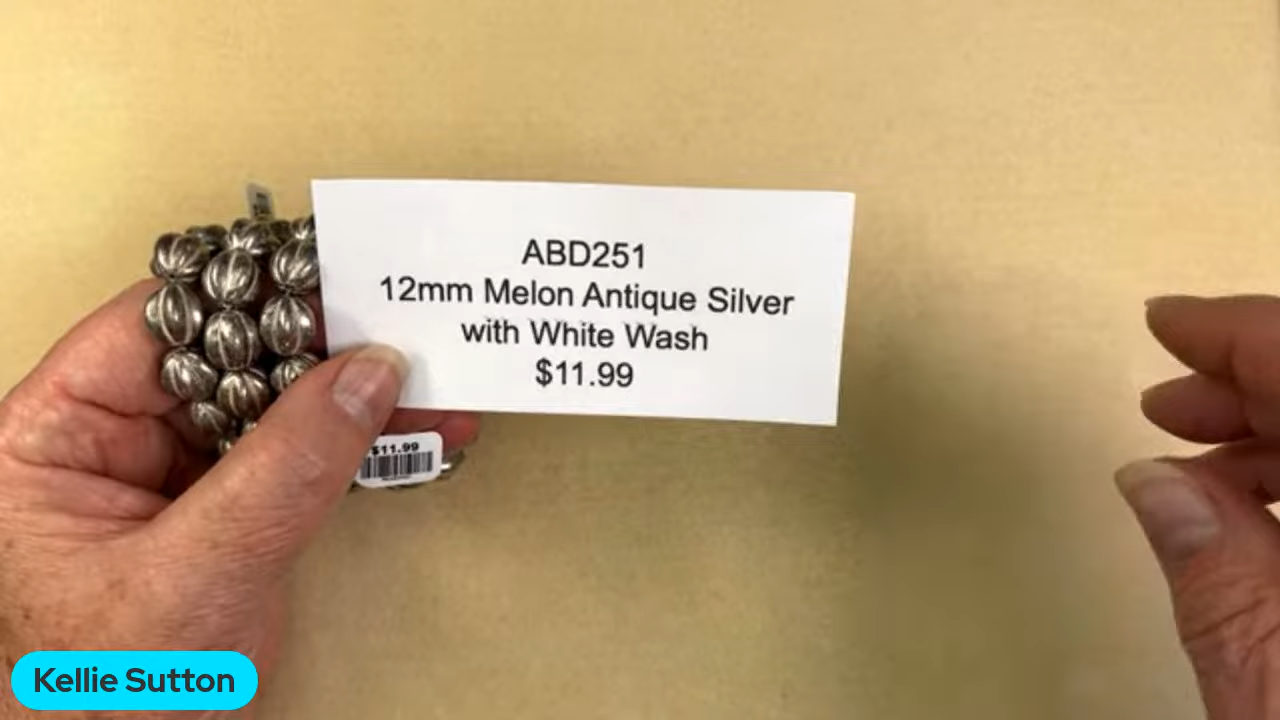 ABD251
12mm Melon Antique Silver
with White Wash
$11.99
$11.99
Kellie Sutton